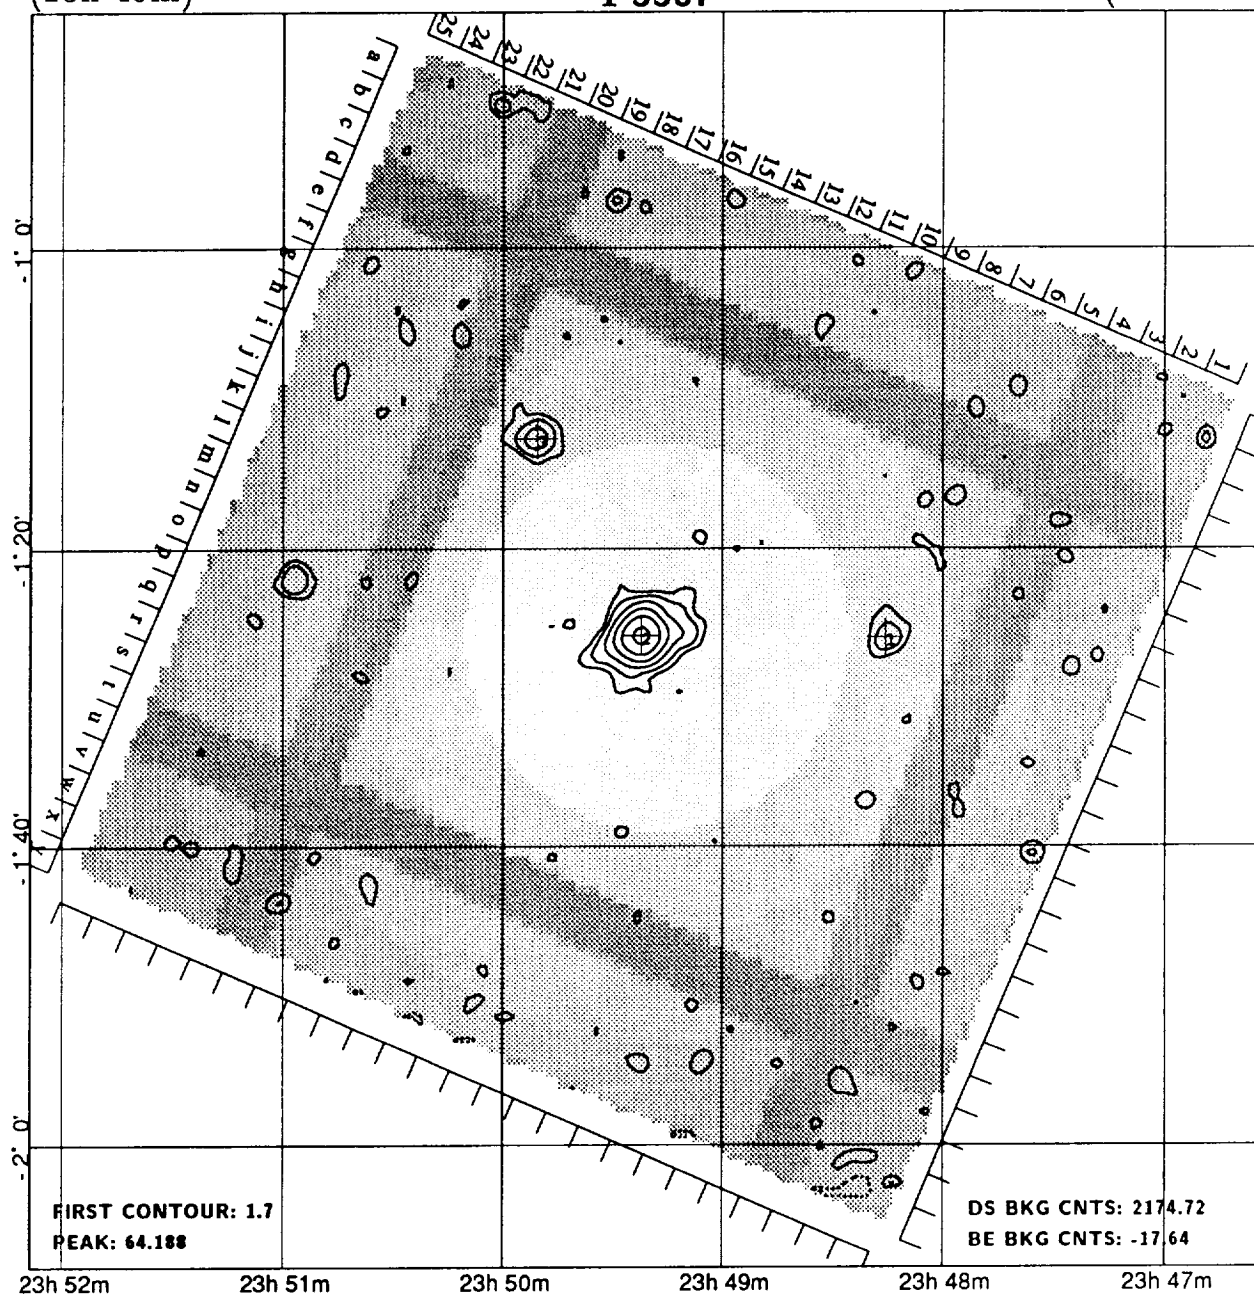 25 24 23 22 21 20 19 18 17 16 15 14 13 12 11 10 9 8 7 6 5 4 3 2 1
a b c d e f g h i j k l m n o p q r s t u v w x y
-1° 0'
-1° 20'
-1° 40'
-2° 0'
3
2
1
FIRST CONTOUR: 1.7
PEAK: 64.188
DS BKG CNTS: 2174.72
BE BKG CNTS: -17.64
23h 52m 23h 51m 23h 50m 23h 49m 23h 48m 23h 47m